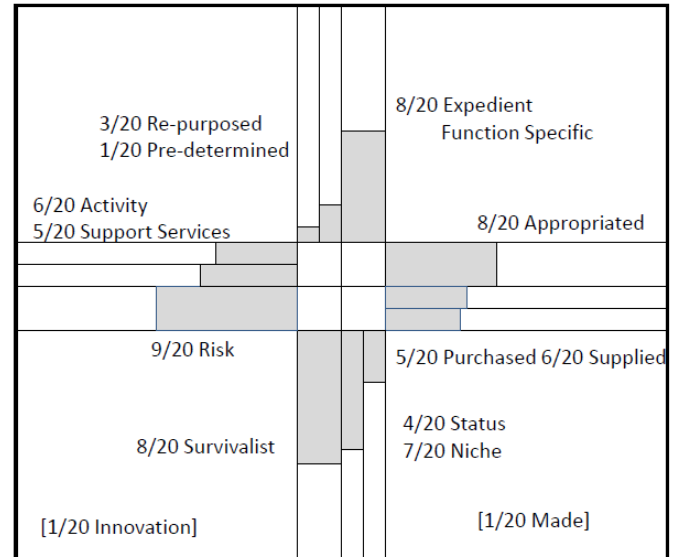 3/20 Re-purposed
1/20 Pre-determined
8/20 Expedient
Function Specific
6/20 Activity
5/20 Support Services
8/20 Appropriated
9/20 Risk
5/20 Purchased 6/20 Supplied
8/20 Survivalist
4/20 Status
7/20 Niche
[1/20 Innovation]
[1/20 Made]